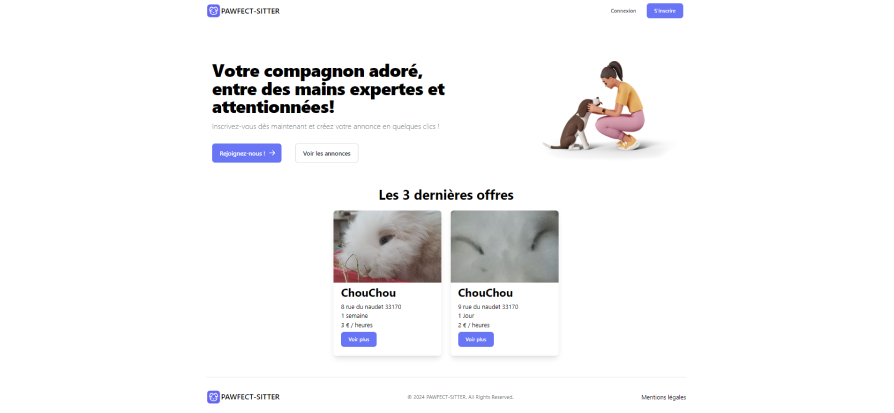 PAWFECT-SITTER
Connexion
S'inscrire
Votre compagnon adoré,
entre des mains expertes et
attentionnées!
Inscrivez-vous dès maintenant et créez votre annonce en quelques clics !
Rejoignez-nous ! →
Voir les annonces
Les 3 dernières offres
ChouChou
8 rue du naudet 33170
1 semaine
3 € / heures
Voir plus
ChouChou
9 rue du naudet 33170
1 Jour
2 € / heures
Voir plus
PAWFECT-SITTER
© 2024 PAWFECT-SITTER. All Rights Reserved.
Mentions légales